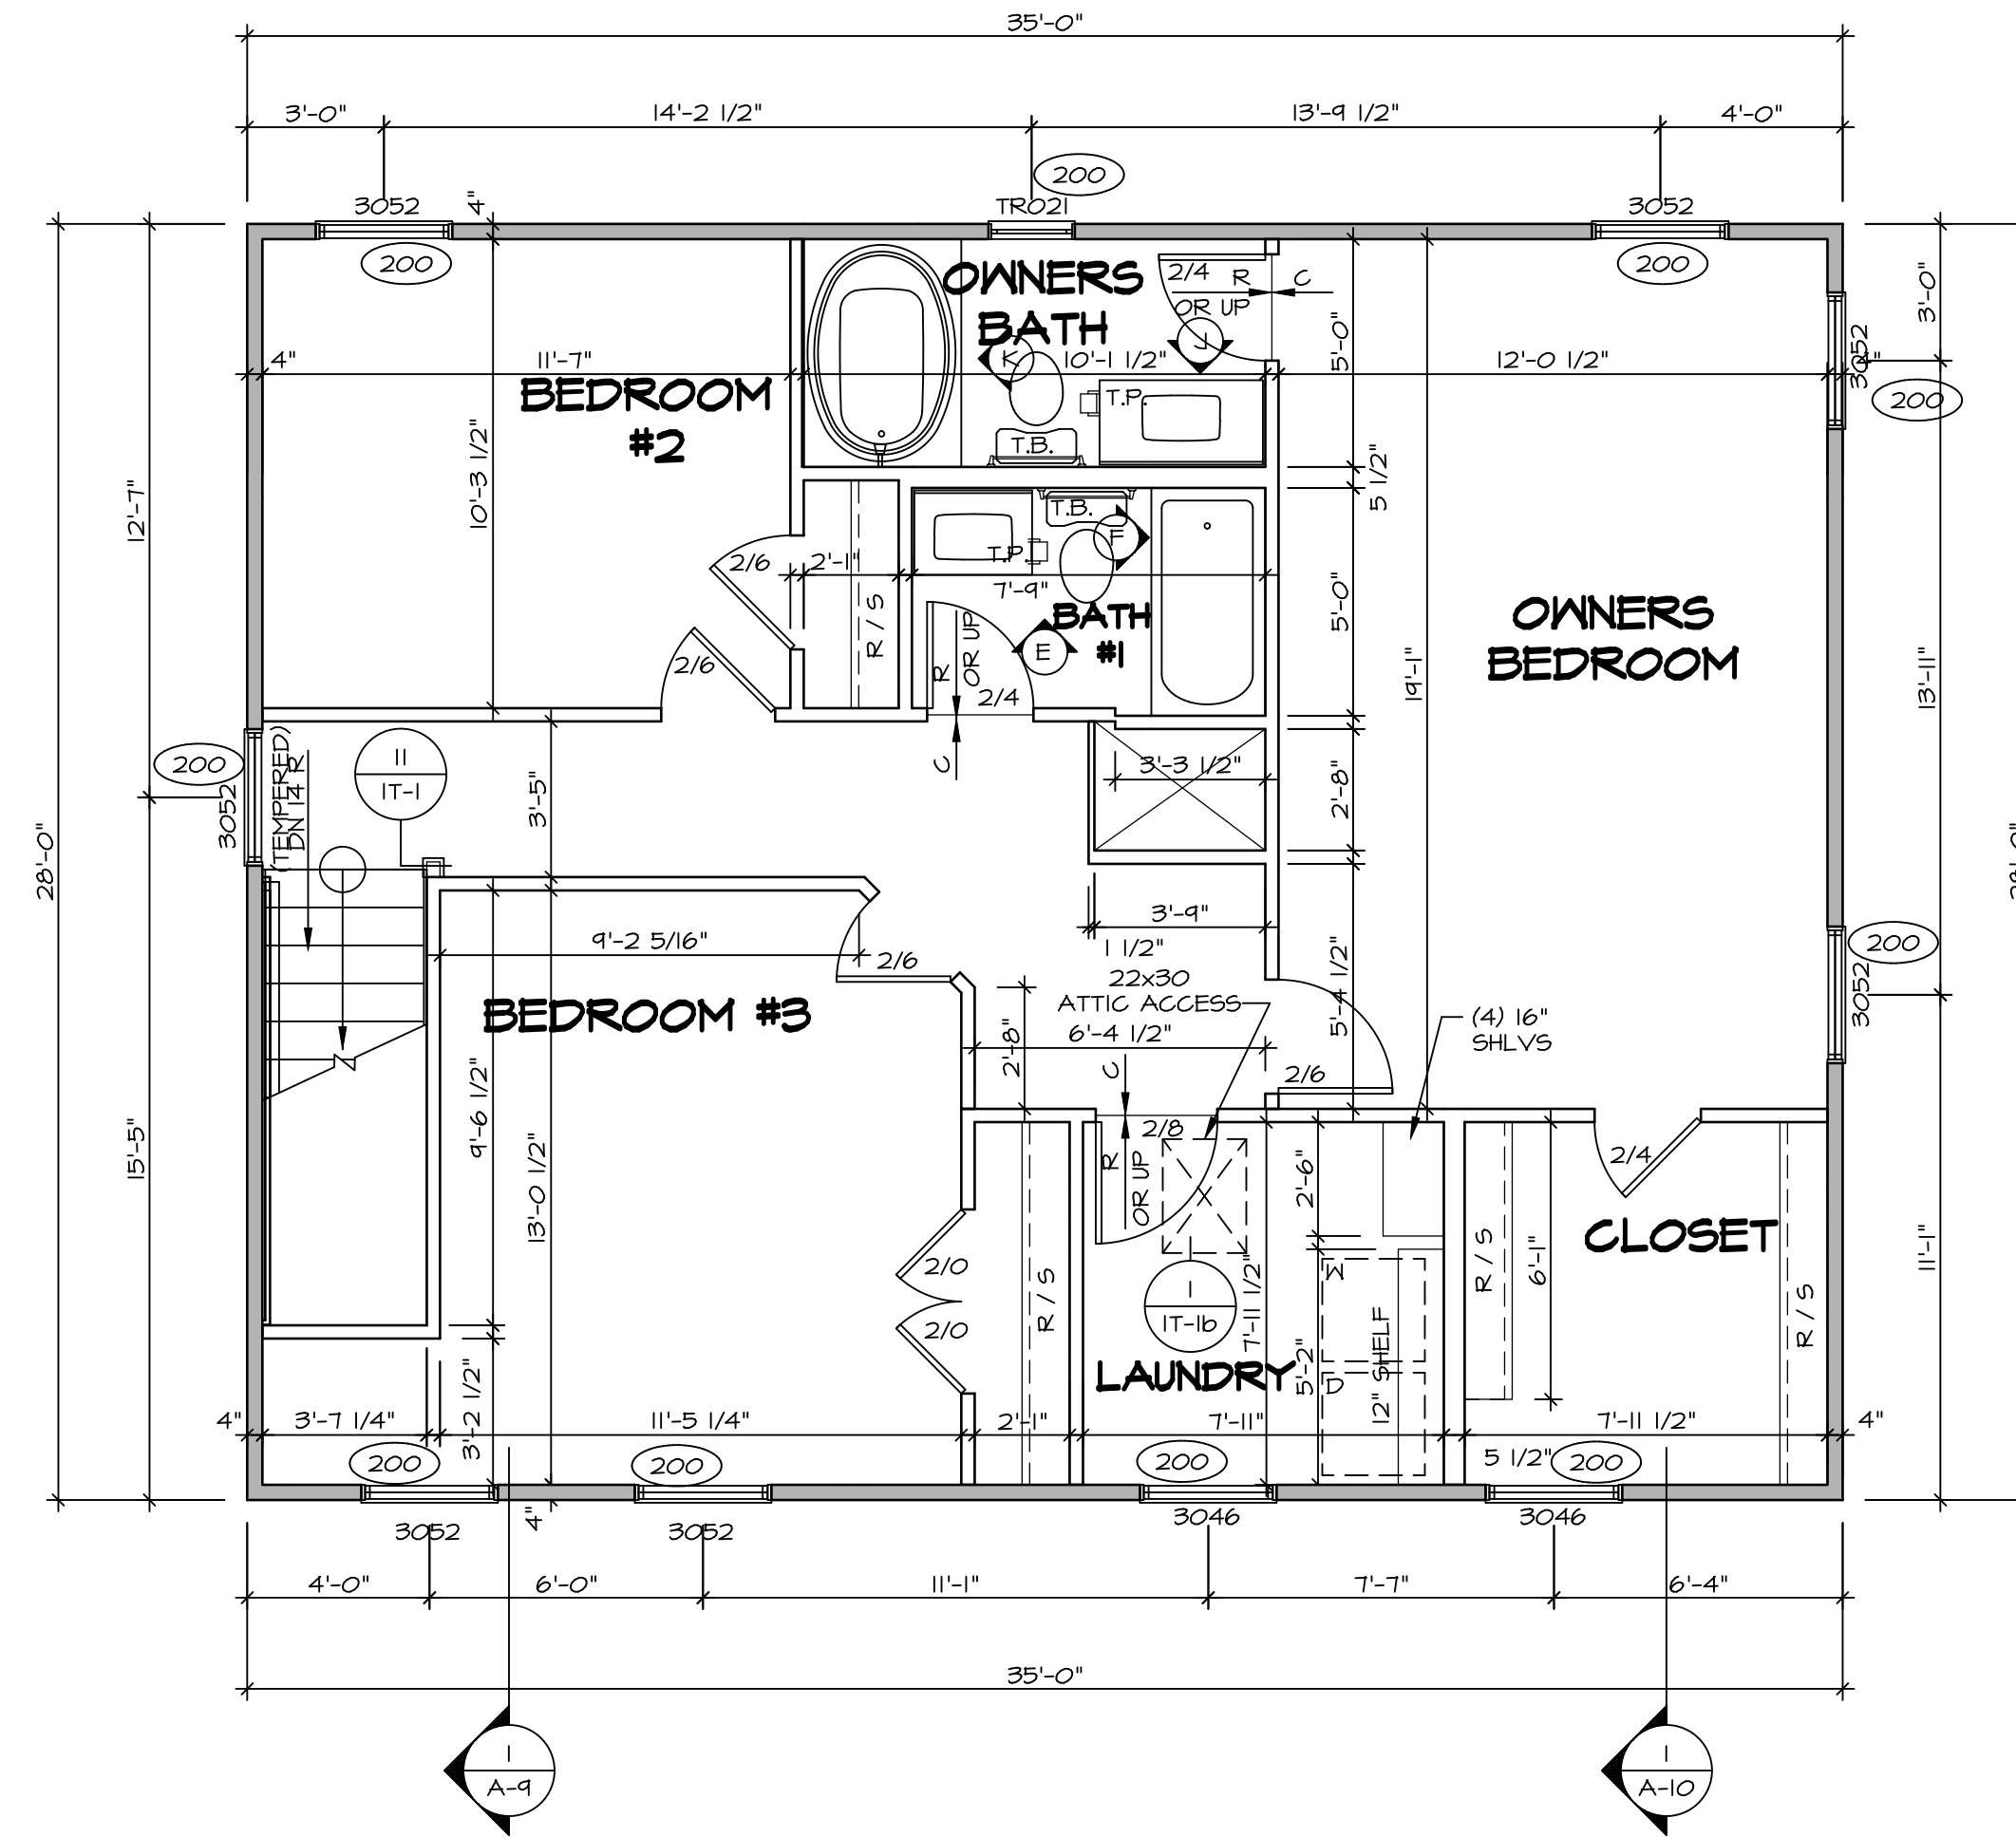 35'-0"
3'-0"
14'-2 1/2"
13'-9 1/2"
4'-0"
200
3052
4"
TR021
3052
200
200
OWNERS
BATH
2/4
R
C
OR UP
J
K
3'-0"
5'-0"
3052
4"
200
4"
11'-7"
10'-1 1/2"
12'-0 1/2"
BEDROOM
#2
T.P.
T.B.
10'-3 1/2"
5 1/2"
12'-7"
T.B.
F
T.P.
2/6
2'-1"
7'-9"
5'-0"
OWNERS
BEDROOM
BATH
#1
R / S
R
OR UP
E
2/6
2/4
19'-1"
13'-11"
200
(TEMPERED)
DN 14 R
3052
11
IT-1
3'-5"
C
3'-3 1/2"
2'-8"
28'-0"
28'-0"
9'-2 5/16"
2/6
3'-9"
1 1/2"
22x30
ATTIC ACCESS
6'-4 1/2"
5'-4 1/2"
200
3052
BEDROOM #3
(4) 16"
SHLVS
2'-8"
C
2/6
9'-6 1/2"
13'-0 1/2"
15'-5"
2/8
R
OR UP
2'-6"
2/4
CLOSET
R / S
6'-1"
11'-1"
2/0
2/0
R / S
1
IT-1b
7'-11 1/2"
W
12" SHELF
D
5'-2"
R / S
LAUNDRY
4"
3'-7 1/4"
3'-2 1/2"
11'-5 1/4"
2'-1"
7'-11"
7'-11 1/2"
4"
5 1/2"
200
200
200
200
3052
4"
3052
3046
3046
4'-0"
6'-0"
11'-1"
7'-7"
6'-4"
35'-0"
1
A-9
1
A-10